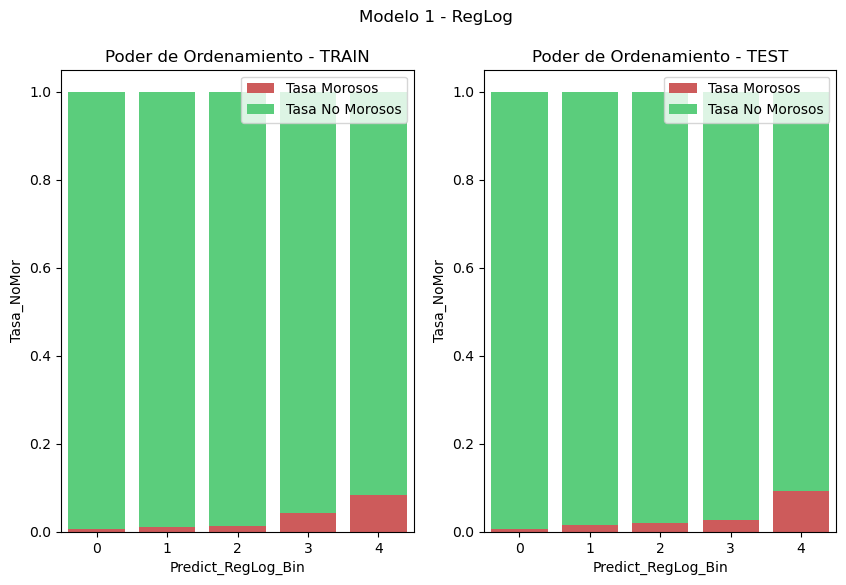 Modelo 1 - RegLog
Poder de Ordenamiento - TRAIN
Tasa Morosos
Tasa No Morosos
1.0
0.8
0.6
0.4
0.2
0.0
Tasa_NoMor
0 1 2 3 4
Predict_RegLog_Bin
Poder de Ordenamiento - TEST
Tasa Morosos
Tasa No Morosos
1.0
0.8
0.6
0.4
0.2
0.0
Tasa_NoMor
0 1 2 3 4
Predict_RegLog_Bin